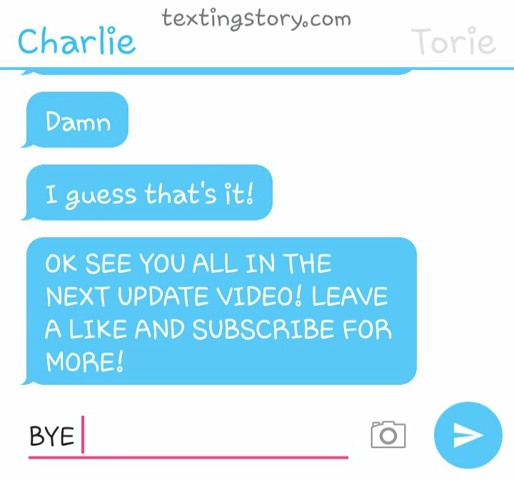 textingstory.com
Charlie
Torie
Damn
I guess that's it!
OK SEE YOU ALL IN THE
NEXT UPDATE VIDEO! LEAVE
A LIKE AND SUBSCRIBE FOR
MORE!
BYE